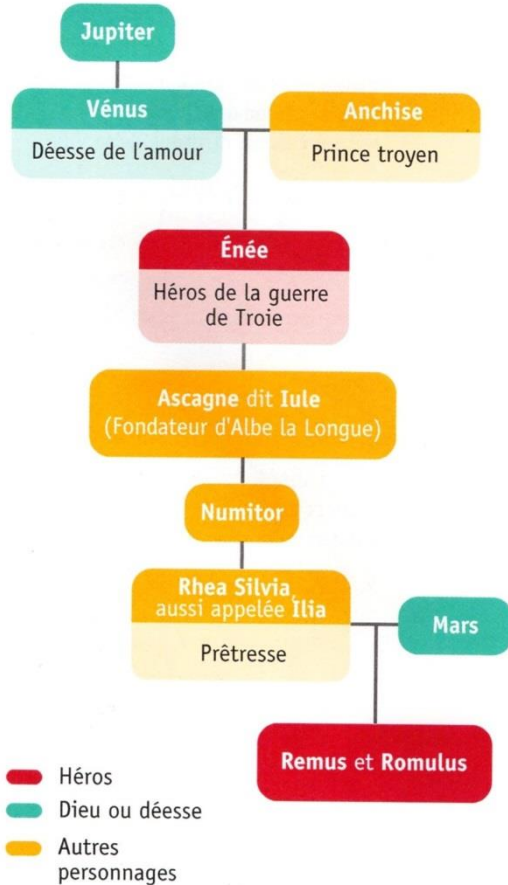 Jupiter
Vénus
Déesse de l'amour
Anchise
Prince troyen
Énée
Héros de la guerre
de Troie
Ascagne dit Iule
(Fondateur d'Albe la Longue)
Numitor
Rhea Silvia,
aussi appelée Ilia
Prêtresse
Mars
Remus et Romulus
Héros
Dieu ou déesse
Autres
personnages